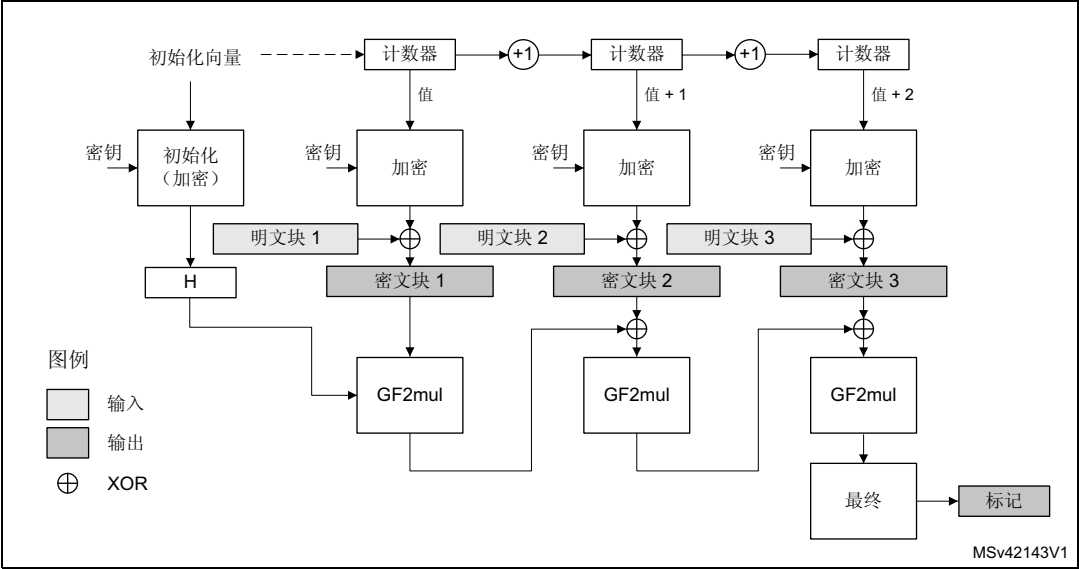 初始化向量
计数器
+1
计数器
+1
计数器
值
值 + 1
值 + 2
密钥
初始化
（加密）
密钥
加密
密钥
加密
密钥
加密
明文块 1
明文块 2
明文块 3
H
密文块 1
密文块 2
密文块 3
图例
输入
输出
XOR
GF2mul
GF2mul
GF2mul
最终
标记
MSv42143V1